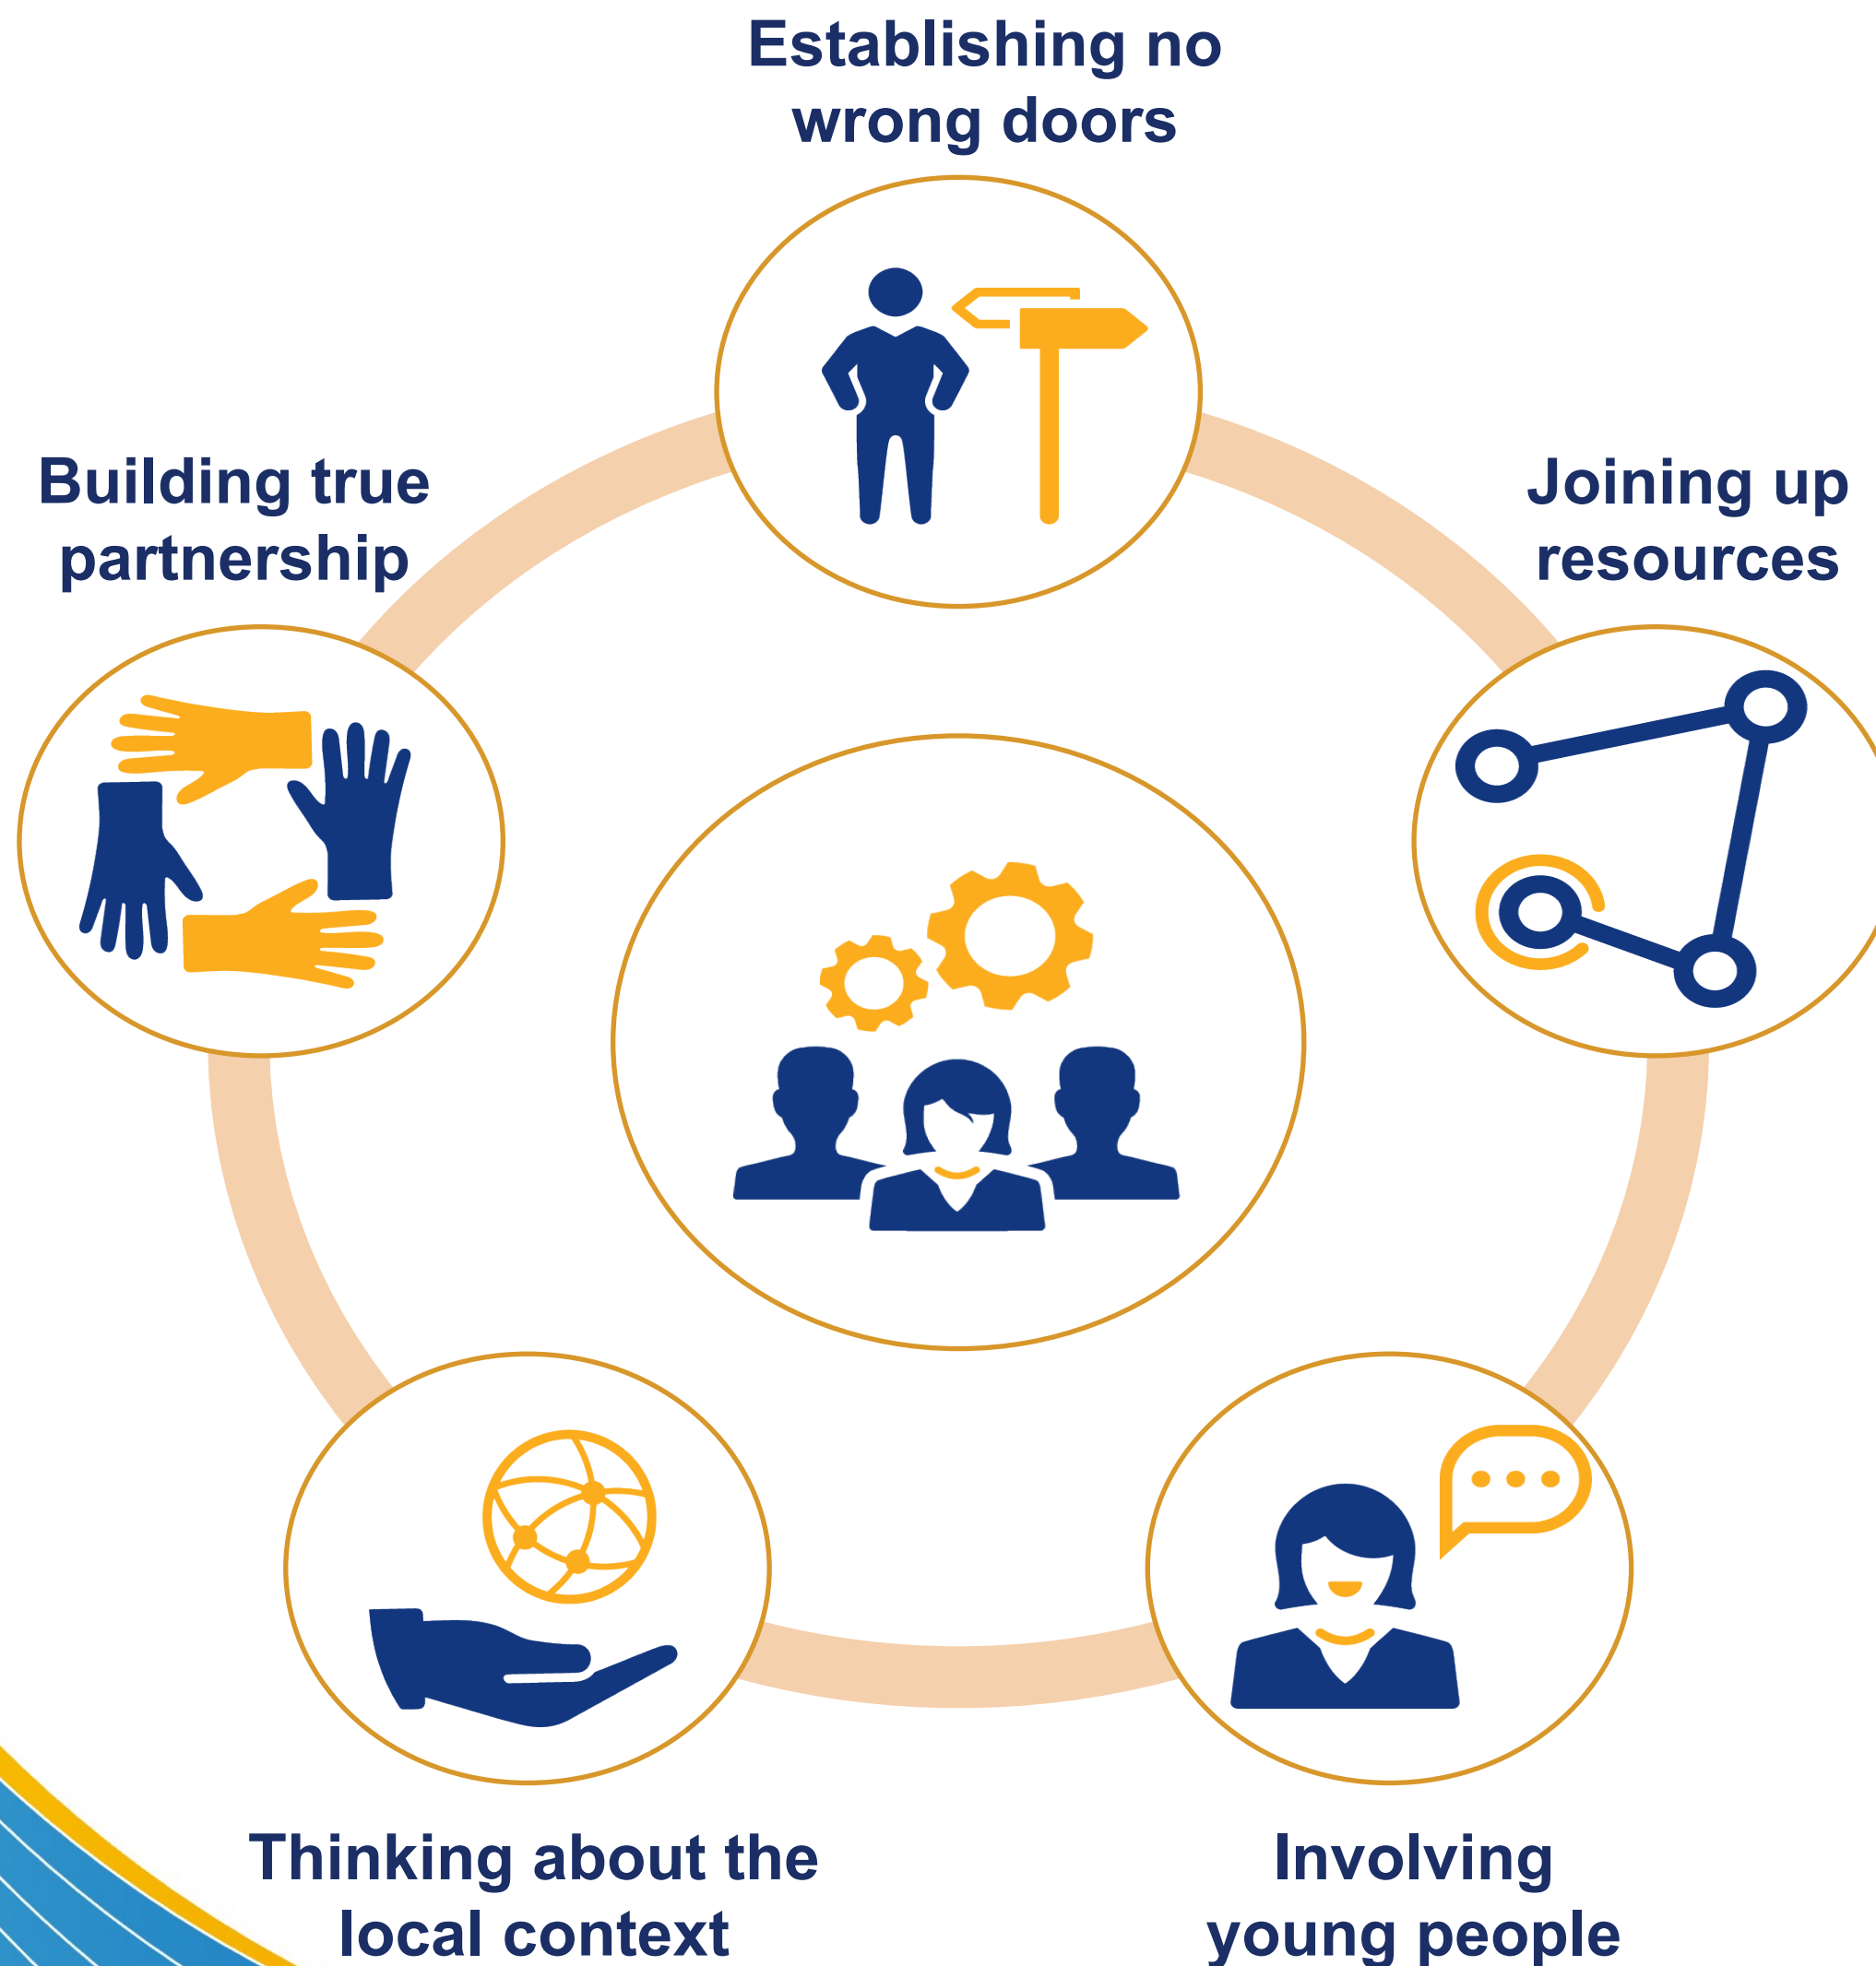 Establishing no
wrong doors
Building true
partnership
Joining up
resources
Thinking about the
local context
Involving
young people